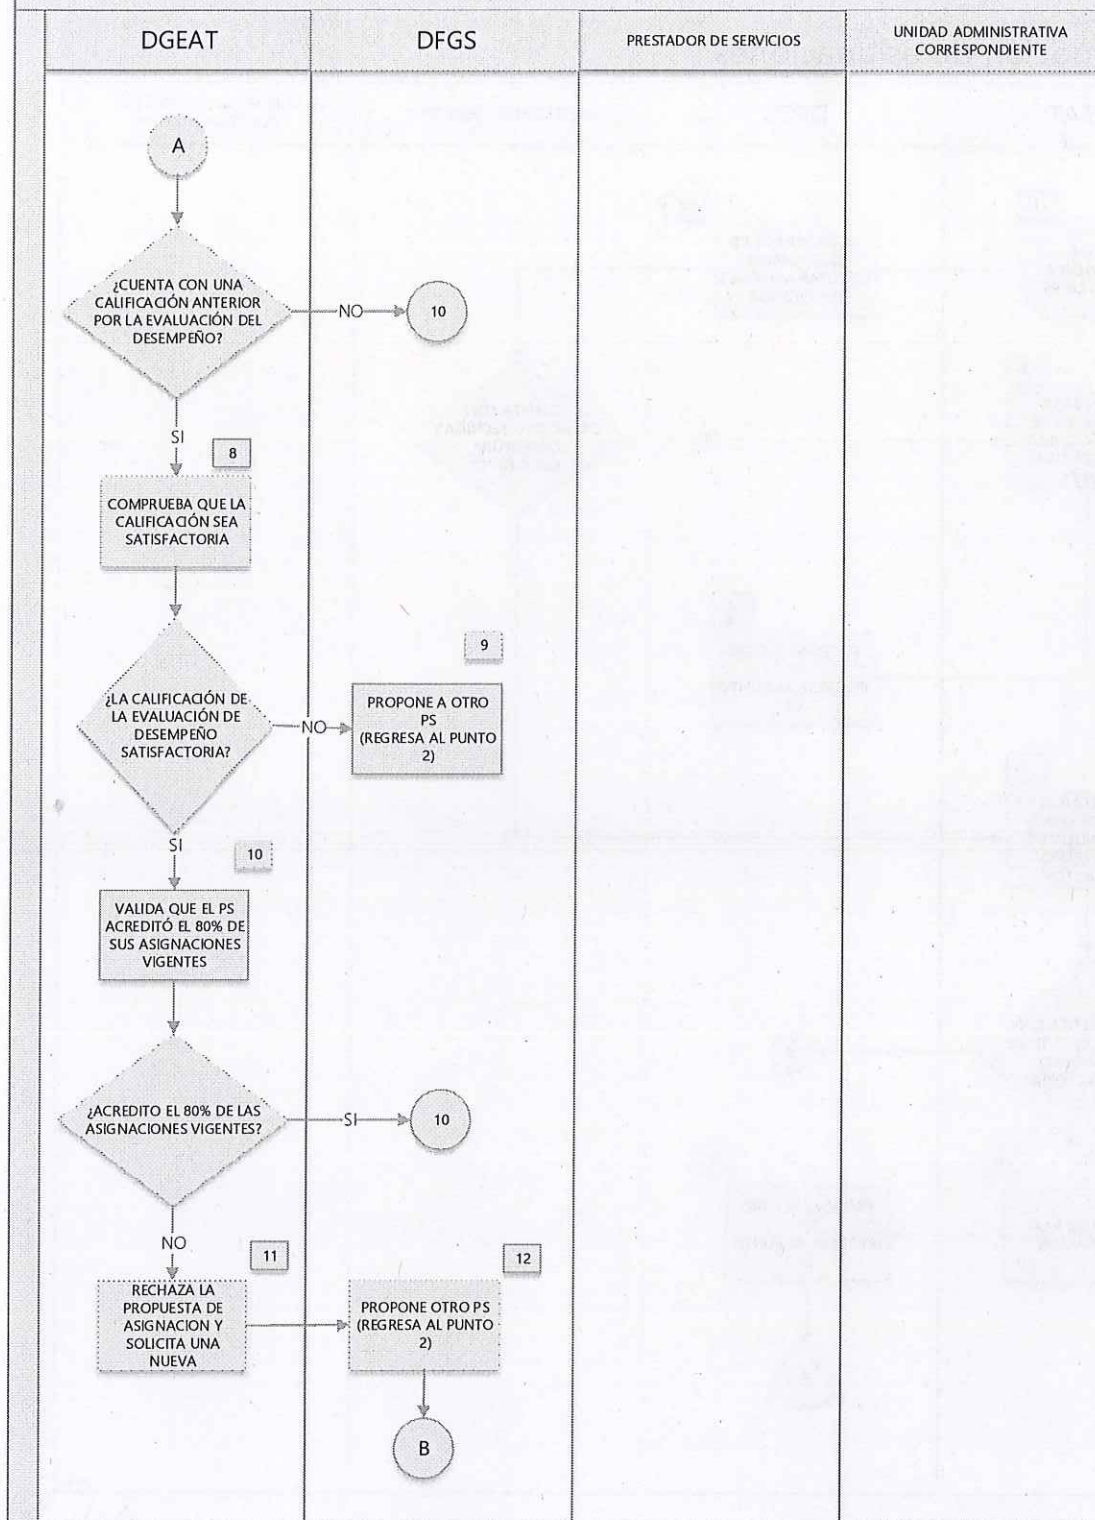 DGEAT
DFGS
PRESTADOR DE SERVICIOS
UNIDAD ADMINISTRATIVA
CORRESPONDIENTE
A
¿CUENTA CON UNA
CALIFICACIÓN ANTERIOR
POR LA EVALUACIÓN DEL
DESEMPEÑO?
NO
10
SI
8
COMPRUEBA QUE LA
CALIFICACIÓN SEA
SATISFACTORIA
¿LA CALIFICACIÓN DE
LA EVALUACIÓN DE
DESEMPEÑO
SATISFACTORIA?
NO
9
PROPONE A OTRO
PS
(REGRESA AL PUNTO
2)
SI
10
VALIDA QUE EL PS
ACREDITÓ EL 80% DE
SUS ASIGNACIONES
VIGENTES
¿ACREDITO EL 80% DE LAS
ASIGNACIONES VIGENTES?
SI
10
NO
11
RECHAZA LA
PROPUESTA DE
ASIGNACION Y
SOLICITA UNA
NUEVA
12
PROPONE OTRO PS
(REGRESA AL PUNTO
2)
B